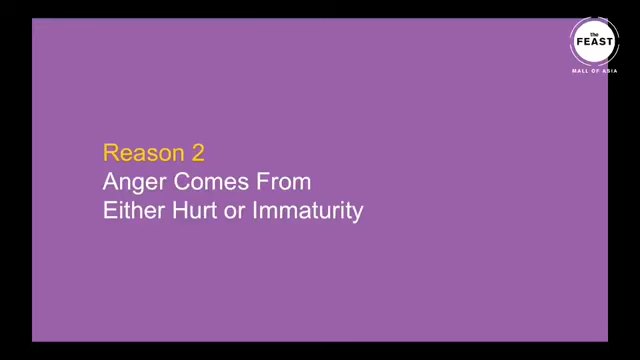 the
FEAST
MALL OF ASIA
Reason 2
Anger Comes From
Either Hurt or Immaturity